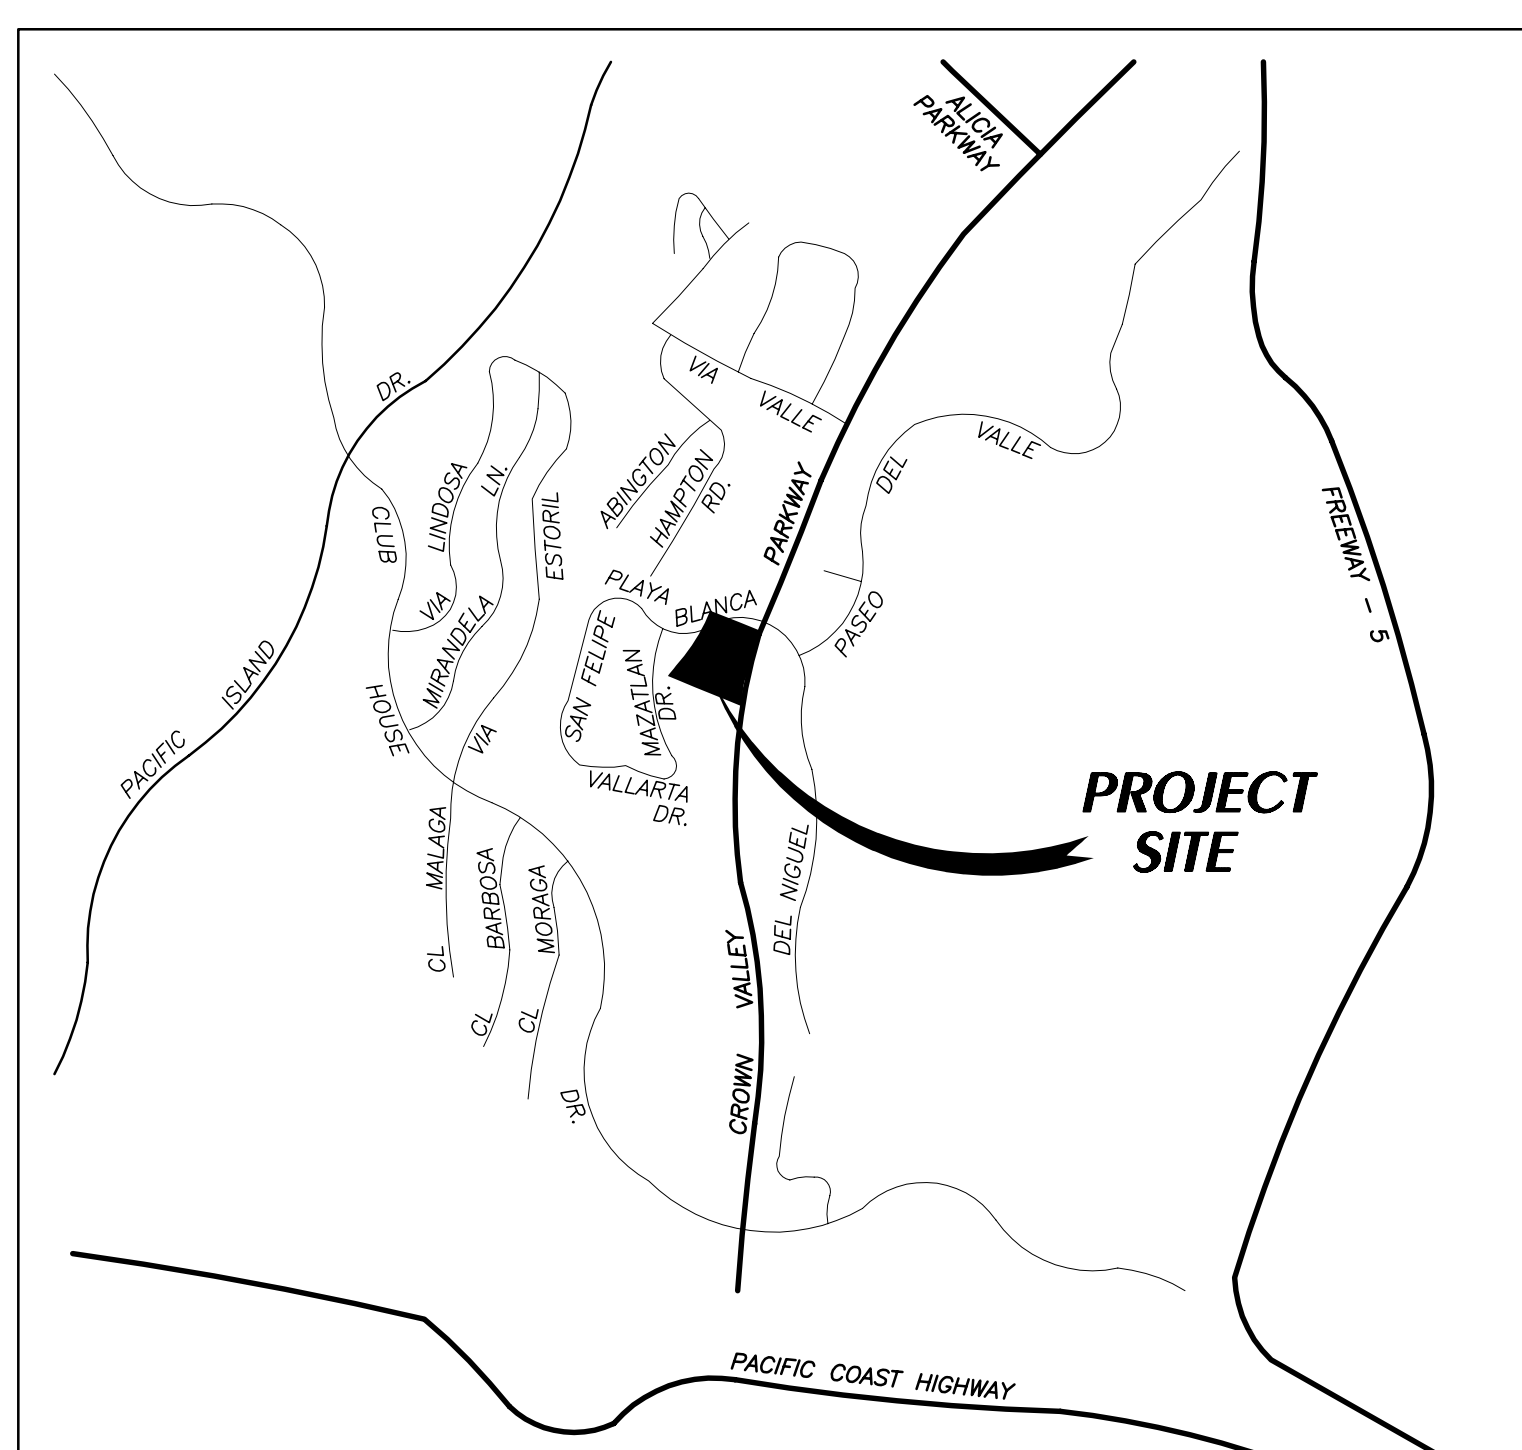 ALICIA
PARKWAY
DR.
VIA
VALLE
VALLE
DEL
ABINGTON
HAMPTON
RD.
PARKWAY
LINDOSA
LN.
ESTORIL
CLUB
FREEWAY - 5
PLAYA
BLANCA
VIA
MIRANDELA
PASEO
SAN FELIPE
MAZATLAN
DR.
ISLAND
PACIFIC
HOUSE
VIA
VALLARTA
DR.
PROJECT
SITE
MALAGA
CL
BARBOSA
CL
MORAGA
CL
DEL NIGUEL
CROWN VALLEY
DR.
PACIFIC COAST HIGHWAY